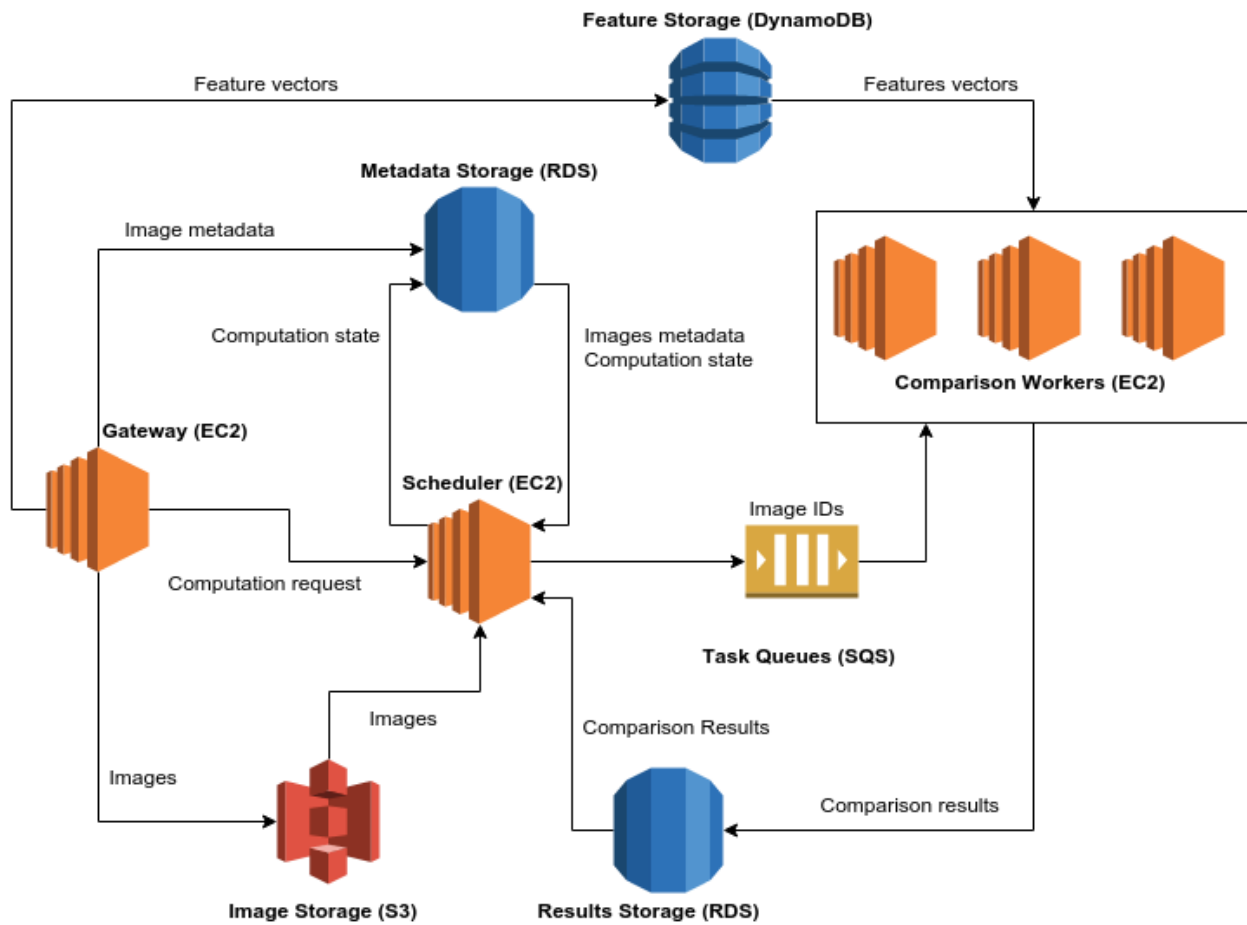 Feature Storage (DynamoDB)
Feature vectors
Features vectors
Metadata Storage (RDS)
Image metadata
Computation state
Images metadata
Computation state
Comparison Workers (EC2)
Gateway (EC2)
Scheduler (EC2)
Image IDs
Computation request
Task Queues (SQS)
Images
Comparison Results
Images
Comparison results
Image Storage (S3)
Results Storage (RDS)